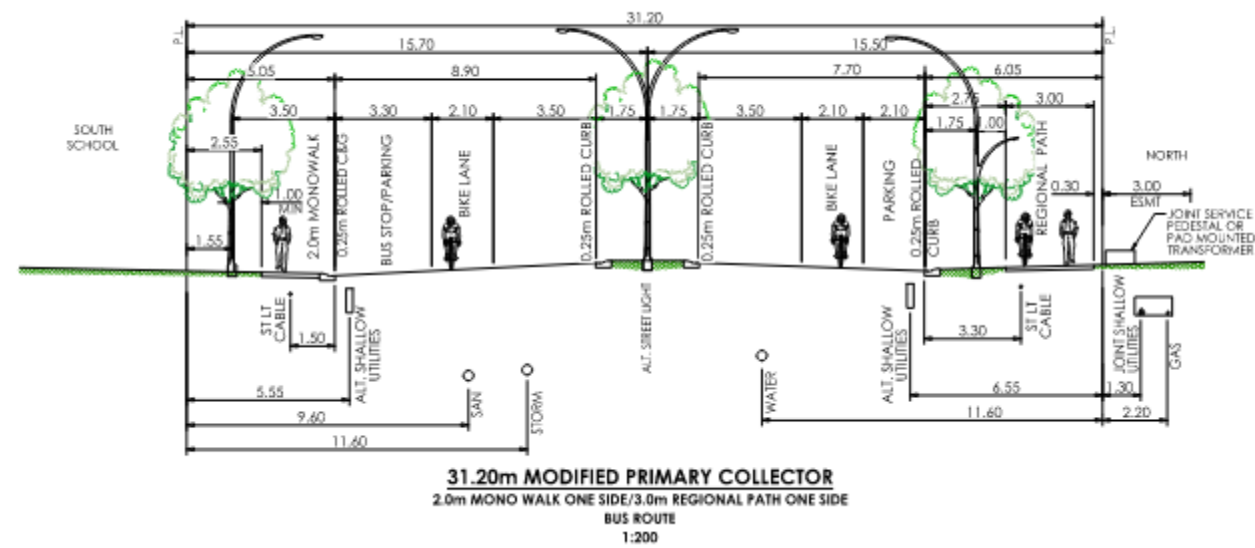 31.20
P.L.
P.L.
15.70
15.50
5.05
8.90
7.70
6.05
2.75
3.00
3.50
3.30
2.10
3.50
1.75
1.75
3.50
2.10
2.10
1.75
1.00
SOUTH
SCHOOL
2.55
1.00
MIN
2.0m MONOWALK
0.25m ROLLED C&G
BUS STOP/PARKING
BIKE LANE
0.25m ROLLED CURB
0.25m ROLLED CURB
BIKE LANE
PARKING
0.25m ROLLED
CURB
REGIONAL PATH
NORTH
0.30
3.00
ESMT
JOINT SERVICE
PEDESTAL OR
PAD MOUNTED
TRANSFORMER
1.55
ST LT
CABLE
1.50
ALT. SHALLOW
UTILITIES
ALT. STREET LIGHT
ALT. SHALLOW
UTILITIES
ST LT
CABLE
3.30
JOINT SHALLOW
UTILITIES
GAS
5.55
SAN
STORM
WATER
6.55
1.30
9.60
11.60
2.20
11.60
31.20m MODIFIED PRIMARY COLLECTOR
2.0m MONO WALK ONE SIDE/3.0m REGIONAL PATH ONE SIDE
BUS ROUTE
1:200